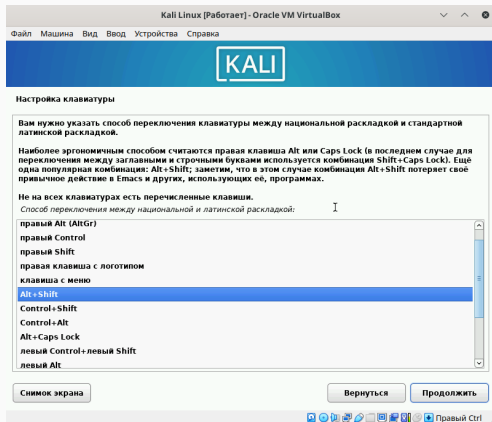 Kali Linux [Работает] - Oracle VM VirtualBox
Файл Машина Вид Ввод Устройства Справка
KALI
Настройка клавиатуры
Вам нужно указать способ переключения клавиатуры между национальной раскладкой и стандартной
латинской раскладкой.
Наиболее эргономичным способом считаются правая клавиша Alt или Caps Lock (в последнем случае для
переключения между заглавными и строчными буквами используется комбинация Shift+Caps Lock). Ещё
одна популярная комбинация: Alt+Shift; заметим, что в этом случае комбинация Alt+Shift потеряет своё
привычное действие в Emacs и других, использующих её, программах.
Не на всех клавиатурах есть перечисленные клавиши.
Способ переключения между национальной и латинской раскладкой:
правый Alt (AltGr)
правый Control
правый Shift
правая клавиша с логотипом
клавиша с меню
Alt+Shift
Control+Shift
Control+Alt
Alt+Caps Lock
левый Control+левый Shift
левый Alt
Снимок экрана
Вернуться
Продолжить
Правый Ctrl